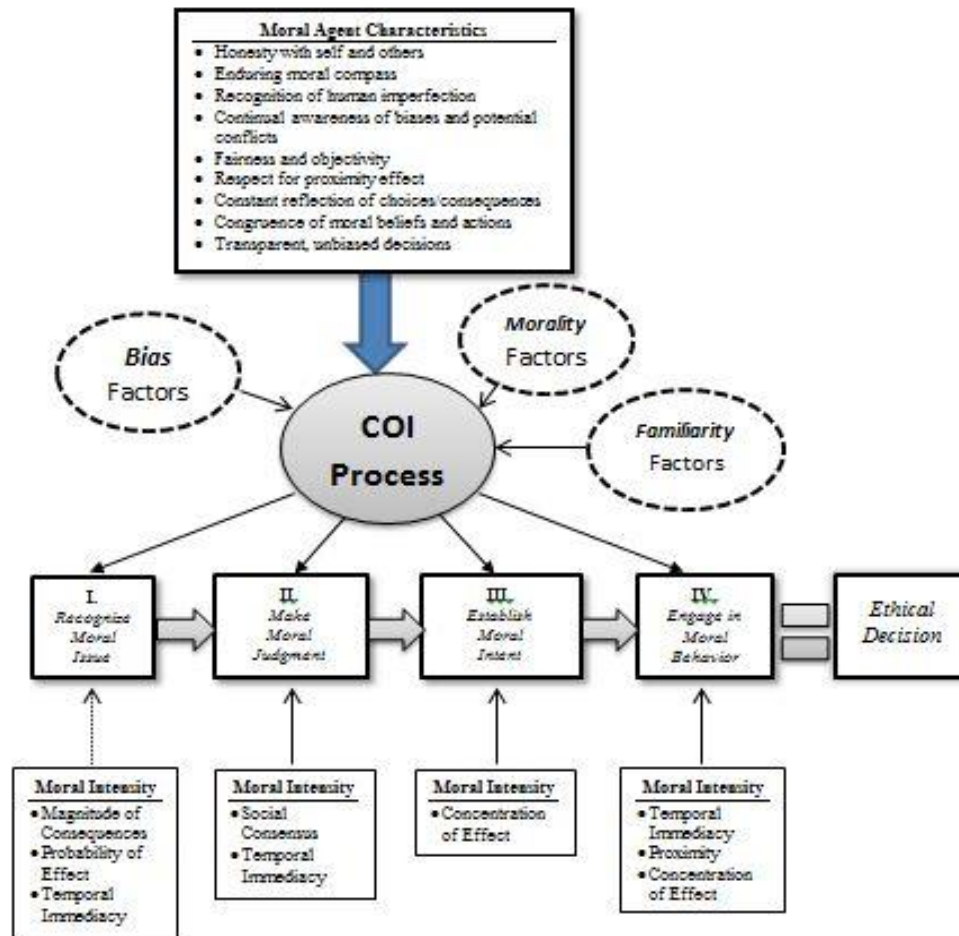 Moral Agent Characteristics
• Honesty with self and others
• Enduring moral compass
• Recognition of human imperfection
• Continual awareness of biases and potential
conflicts
• Fairness and objectivity
• Respect for proximity effect
• Constant reflection of choices/consequences
• Congruence of moral beliefs and actions
• Transparent, unbiased decisions
Bias
Factors
Morality
Factors
Familiarity
Factors
COI
Process
I.
Recognize
Moral
Issue
II.
Make
Moral
Judgment
III.
Establish
Moral
Intent
IV.
Engage in
Moral
Behavior
Ethical
Decision
Moral Intensity
• Magnitude of
Consequences
• Probability of
Effect
• Temporal
Immediacy
Moral Intensity
• Social
Consensus
• Temporal
Immediacy
Moral Intensity
• Concentration
of Effect
Moral Intensity
• Temporal
Immediacy
• Proximity
• Concentration
of Effect